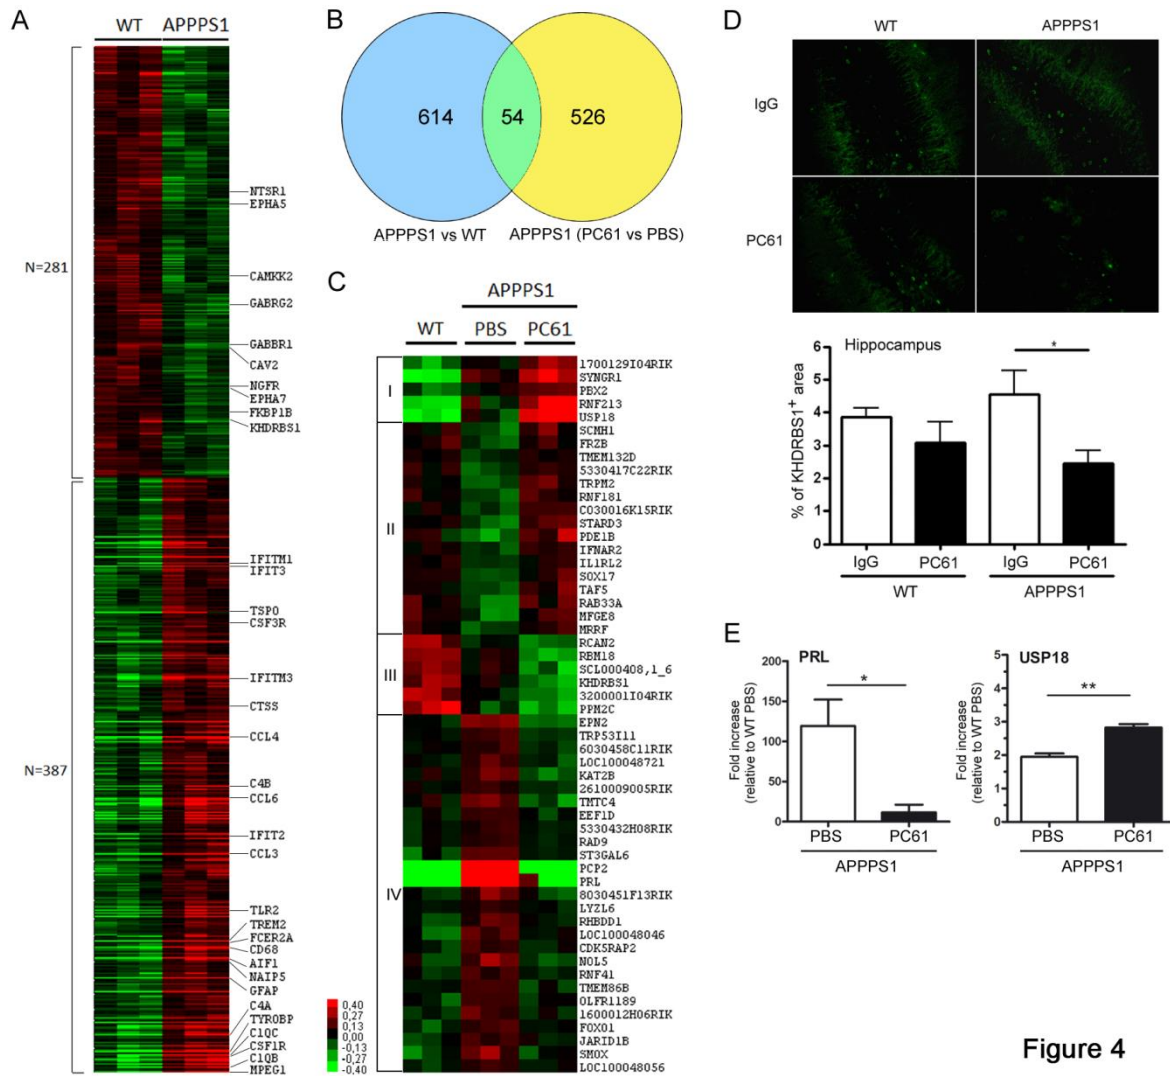 A
WT APPPS1
N=281
NTSR1
EPHA5
CAMKK2
GABRG2
GABBR1
CAV2
NGFR
EPHA7
FKBP1B
KHDRBS1
N=387
IFITM1
IFIT3
TSPO
CSF3R
IFITM3
CTSS
CCL4
C4B
CCL6
IFIT2
CCL3
TLR2
TREM2
FCER2A
CD68
AIF1
NAIP5
GFAP
C4A
TYROBP
C1QC
CSF1R
C1QB
MPEG1
B
614 54 526
APPPS1 vs WT APPPS1 (PC61 vs PBS)
C
APPPS1
WT PBS PC61
I
II
III
IV
1700129I04RIK
SYNGR1
PBX2
RNF213
USP18
SCMH1
FRZB
TMEM132D
5330417C22RIK
TRPM2
RNF181
C030016K15RIK
STARD3
PDE1B
IFNAR2
IL1RL2
SOX17
TAF5
RAB33A
MFGE8
MRRF
RCAN2
RBM18
SCL000408,1_6
KHDRBS1
3200001I04RIK
PPM2C
EPN2
TRP53I11
6030458C11RIK
LOC100048721
KAT2B
2610009005RIK
TMTC4
EEF1D
5330432H08RIK
RAD9
ST3GAL6
PCP2
PRL
8030451F13RIK
LYZL6
RHBDD1
LOC100048046
CDK5RAP2
NOL5
RNF41
TMEM86B
OLFR1189
1600012H06RIK
FOXO1
JARID1B
SMOX
LOC100048056
0,40
0,27
0,13
0,00
-0,13
-0,27
-0,40
D
WT APPPS1
IgG
PC61
Hippocampus
*
% of KHDRBS1+ area
6
5
4
3
2
1
0
IgG PC61 IgG PC61
WT APPPS1
E
PRL
*
Fold increase
(relative to WT PBS)
200
150
100
50
0
PBS PC61
APPPS1
USP18
**
Fold increase
(relative to WT PBS)
5
4
3
2
1
0
PBS PC61
APPPS1
Figure 4